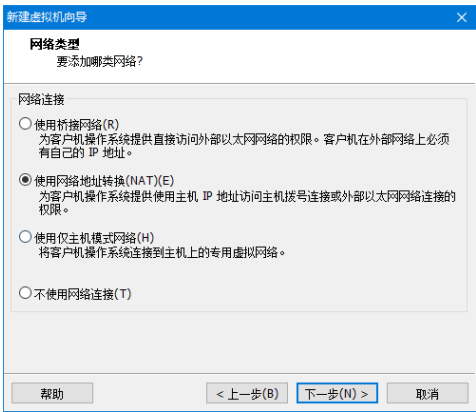 新建虚拟机向导
网络类型
要添加哪类网络?
网络连接
使用桥接网络(R)
为客户机操作系统提供直接访问外部以太网网络的权限。客户机在外部网络上必须
有自己的 IP 地址。
使用网络地址转换(NAT)(E)
为客户机操作系统提供使用主机 IP 地址访问主机拨号连接或外部以太网网络连接的
权限。
使用仅主机模式网络(H)
将客户机操作系统连接到主机上的专用虚拟网络。
不使用网络连接(T)
帮助
< 上一步(B)
下一步(N) >
取消